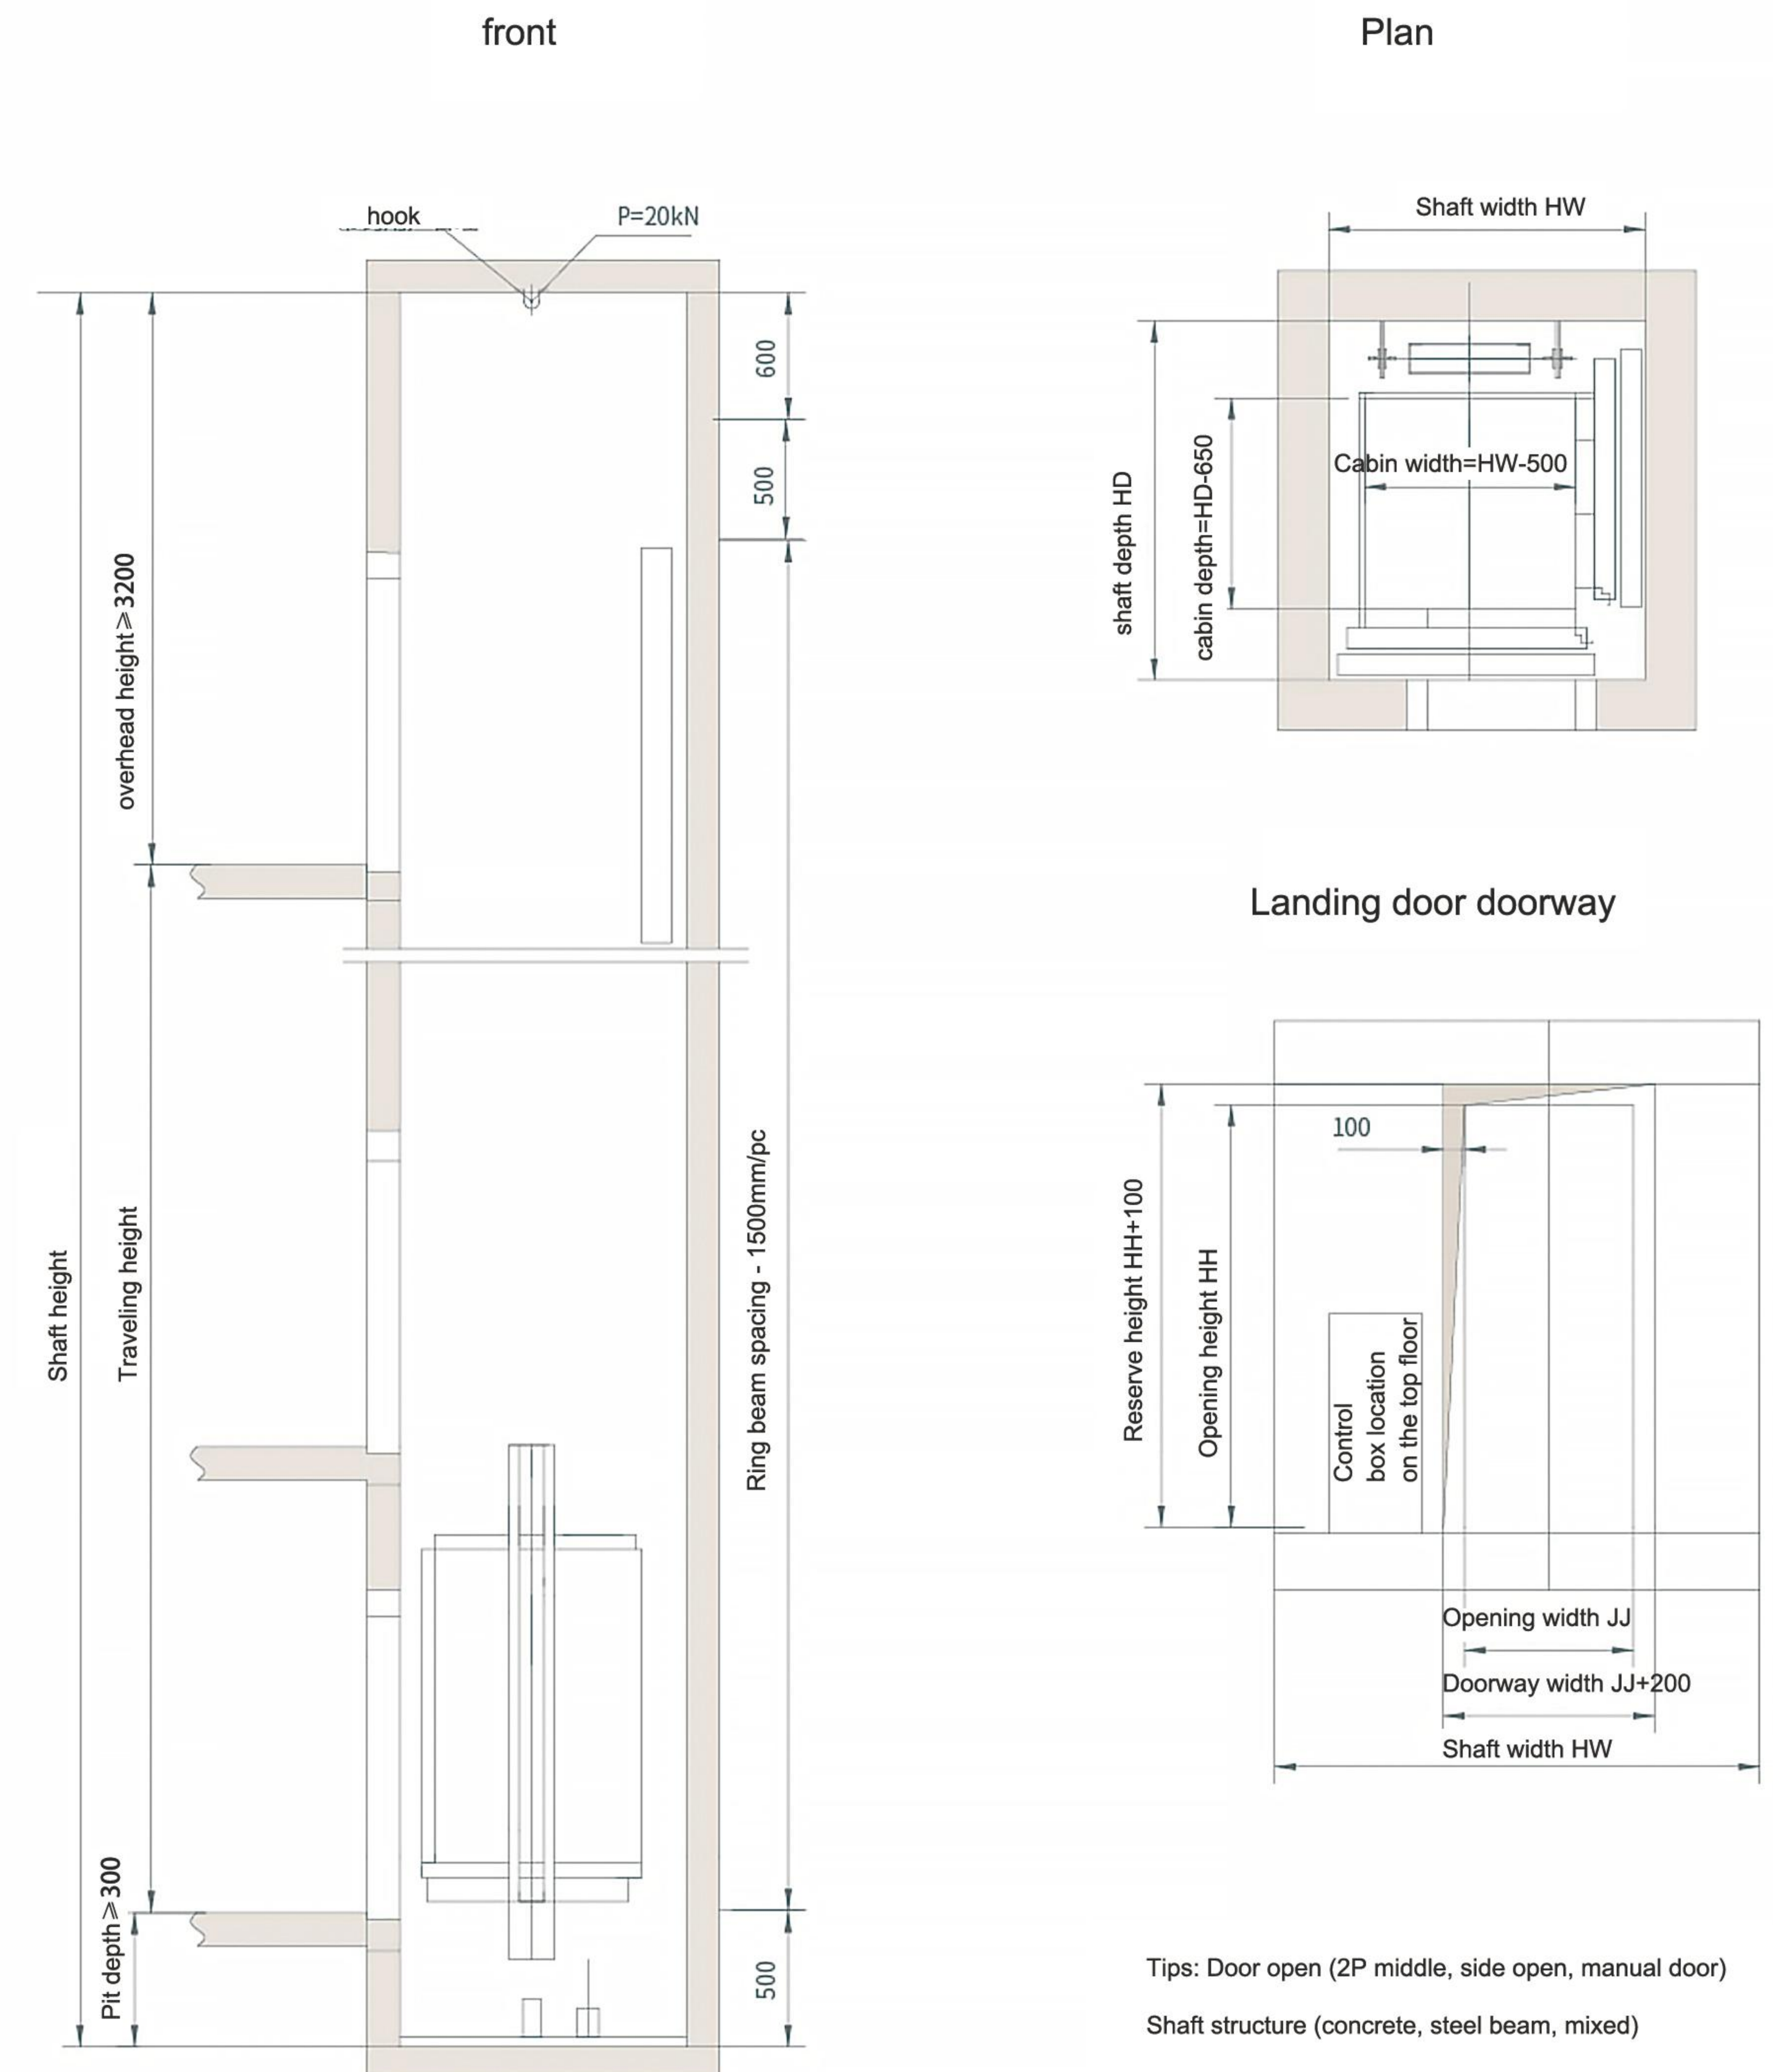 front
Plan
hook
P=20kN
600
500
overhead height⩾3200
Shaft height
Traveling height
Ring beam spacing - 1500mm/pc
Pit depth⩾300
500
Shaft width HW
Cabin width=HW-500
shaft depth HD
cabin depth=HD-650
Landing door doorway
100
Reserve height HH+100
Opening height HH
Control
box location
on the top floor
Opening width JJ
Doorway width JJ+200
Shaft width HW
Tips: Door open (2P middle, side open, manual door)
Shaft structure (concrete, steel beam, mixed)